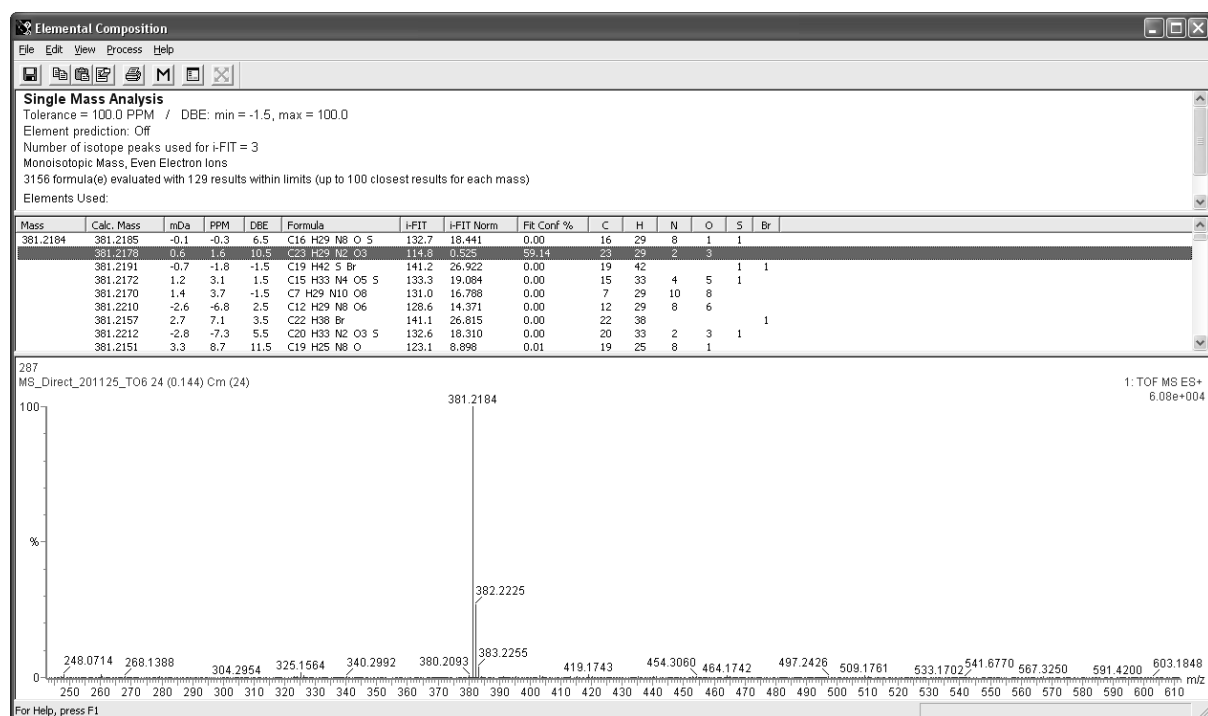 Elemental Composition
File Edit View Process Help
M
Single Mass Analysis
Tolerance = 100.0 PPM / DBE: min = -1.5, max = 100.0
Element prediction: Off
Number of isotope peaks used for i-FIT = 3
Monoisotopic Mass, Even Electron Ions
3156 formula(e) evaluated with 129 results within limits (up to 100 closest results for each mass)
Elements Used:
Mass Calc. Mass mDa PPM DBE Formula i-FIT i-FIT Norm Fit Conf % C H N O S Br
381.2184 381.2185 -0.1 -0.3 6.5 C16 H29 N8 O S 132.7 18.441 0.00 16 29 8 1 1
381.2178 0.6 1.6 10.5 C23 H29 N2 O3 114.8 0.525 59.14 23 29 2 3
381.2191 -0.7 -1.8 -1.5 C19 H42 S Br 141.2 26.922 0.00 19 42 1 1
381.2172 1.2 3.1 1.5 C15 H33 N4 O5 S 133.3 19.084 0.00 15 33 4 5 1
381.2170 1.4 3.7 -1.5 C7 H29 N10 O8 131.0 16.788 0.00 7 29 10 8
381.2210 -2.6 -6.8 2.5 C12 H29 N8 O6 128.6 14.371 0.00 12 29 8 6
381.2157 2.7 7.1 3.5 C22 H38 Br 141.1 26.815 0.00 22 38 1
381.2212 -2.8 -7.3 5.5 C20 H33 N2 O3 S 132.6 18.310 0.00 20 33 2 3 1
381.2151 3.3 8.7 11.5 C19 H25 N8 O 123.1 8.898 0.01 19 25 8 1
287
MS_Direct_201125_TO6 24 (0.144) Cm (24)
1: TOF MS ES+
6.08e+004
100
381.2184
%
382.2225
383.2255
248.0714 268.1388 304.2954 325.1564 340.2992 380.2093 419.1743 454.3060 464.1742 497.2426 509.1761 533.1702 541.6770 567.3250 591.4200 603.1848
0
m/z
250 260 270 280 290 300 310 320 330 340 350 360 370 380 390 400 410 420 430 440 450 460 470 480 490 500 510 520 530 540 550 560 570 580 590 600 610
For Help, press F1